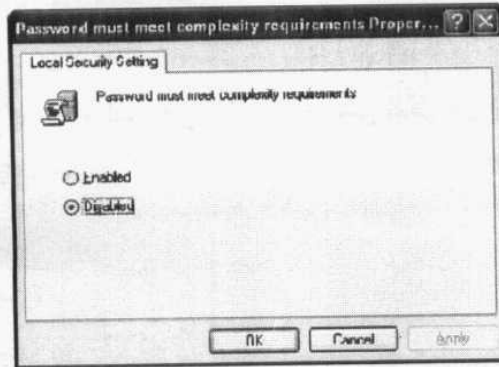 Password must meet complexity requirements Proper...
Local Security Setting
Password must meet complexity requirements
Enabled
Disabled
OK
Cancel
Apply